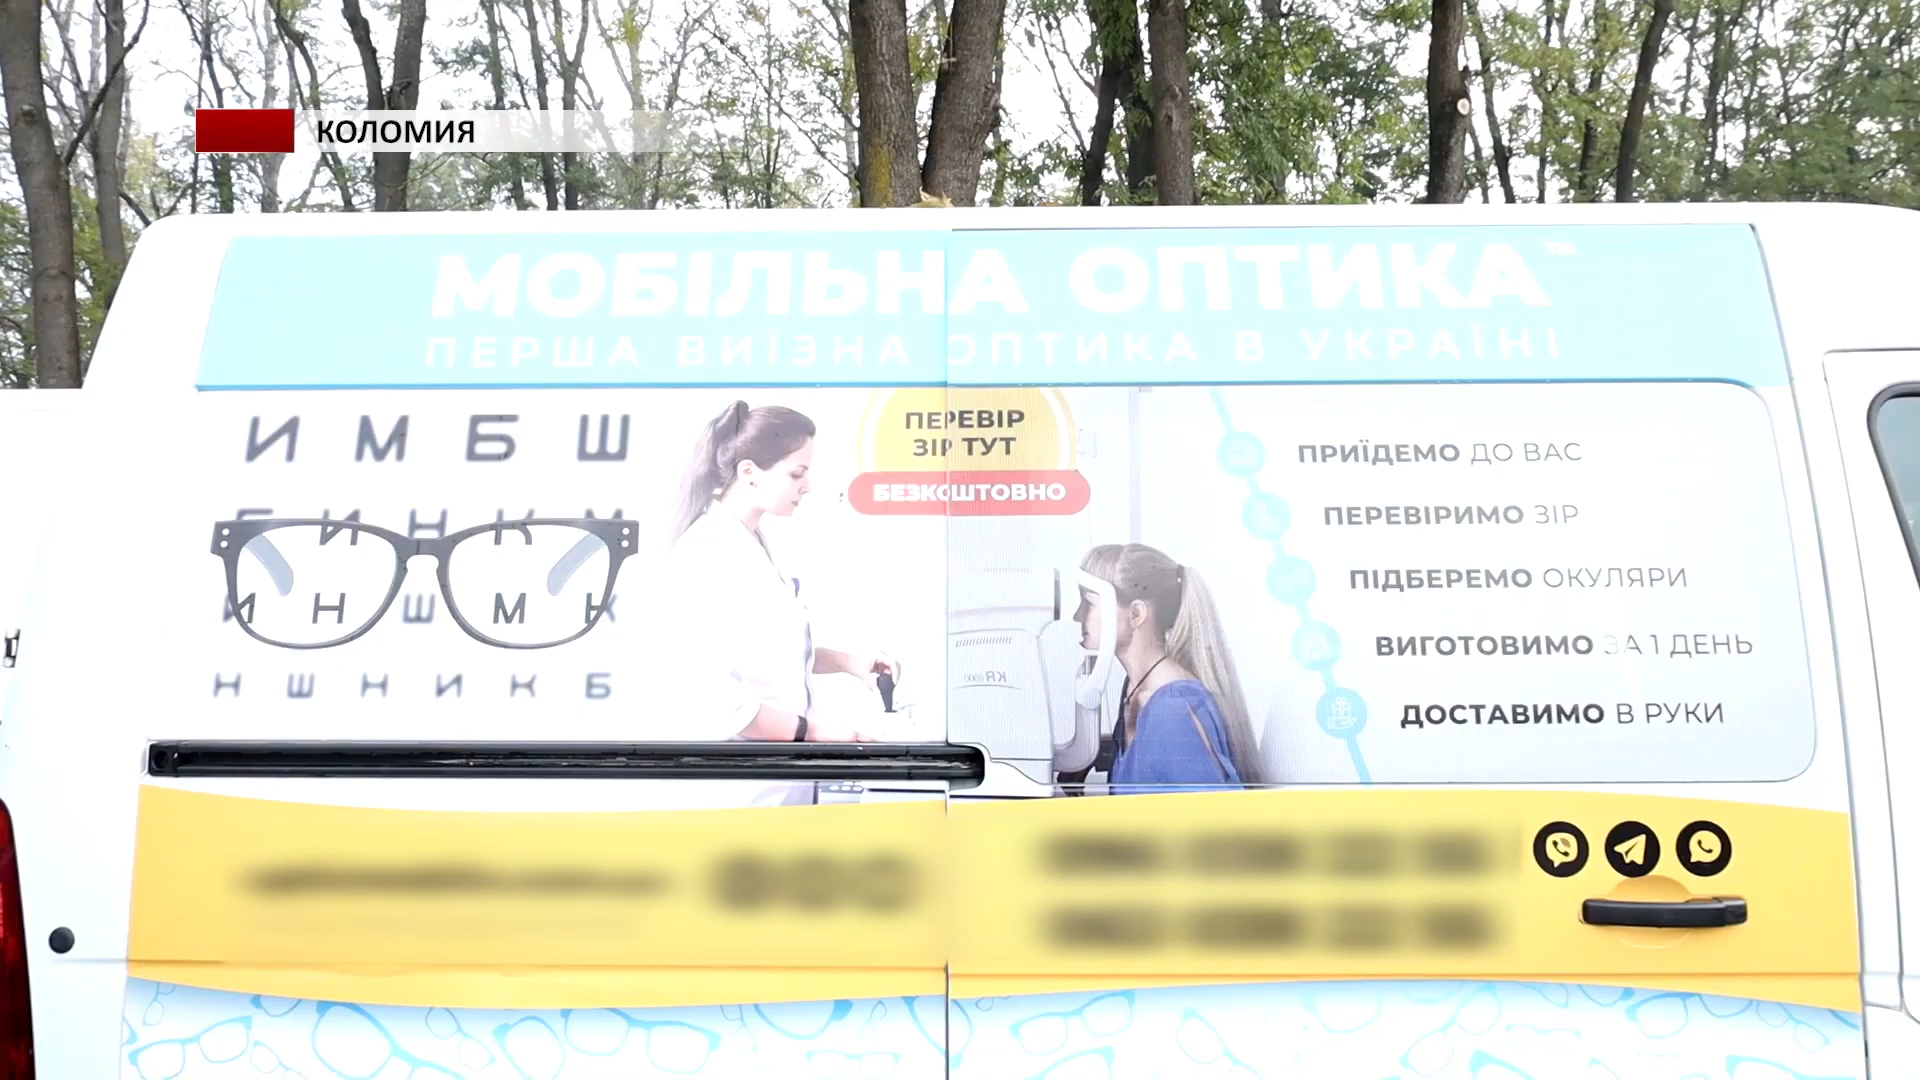 КОЛОМИЯ
МОБІЛЬНА ОПТИКА™
ПЕРША ВИЇЗНА ОПТИКА В УКРАЇНІ
И М Б Ш
Б И Н К М
И Н Ш М К
Н Ш Н И К Б
ПЕРЕВІР
ЗІР ТУТ
БЕЗКОШТОВНО
ПРИЇДЕМО ДО ВАС
ПЕРЕВІРИМО ЗІР
ПІДБЕРЕМО ОКУЛЯРИ
ВИГОТОВИМО ЗА 1 ДЕНЬ
ДОСТАВИМО В РУКИ